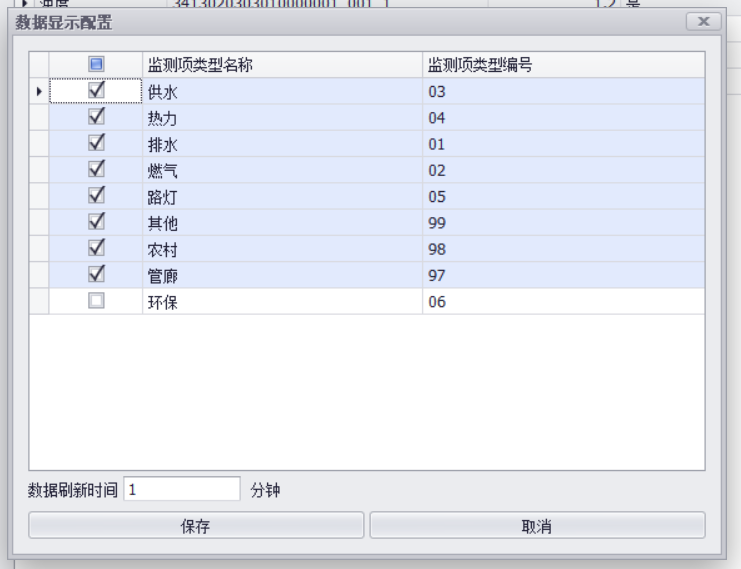 数据显示配置
监测项类型名称 监测项类型编号
供水 03
热力 04
排水 01
燃气 02
路灯 05
其他 99
农村 98
管廊 97
环保 06
数据刷新时间 1 分钟
保存 取消